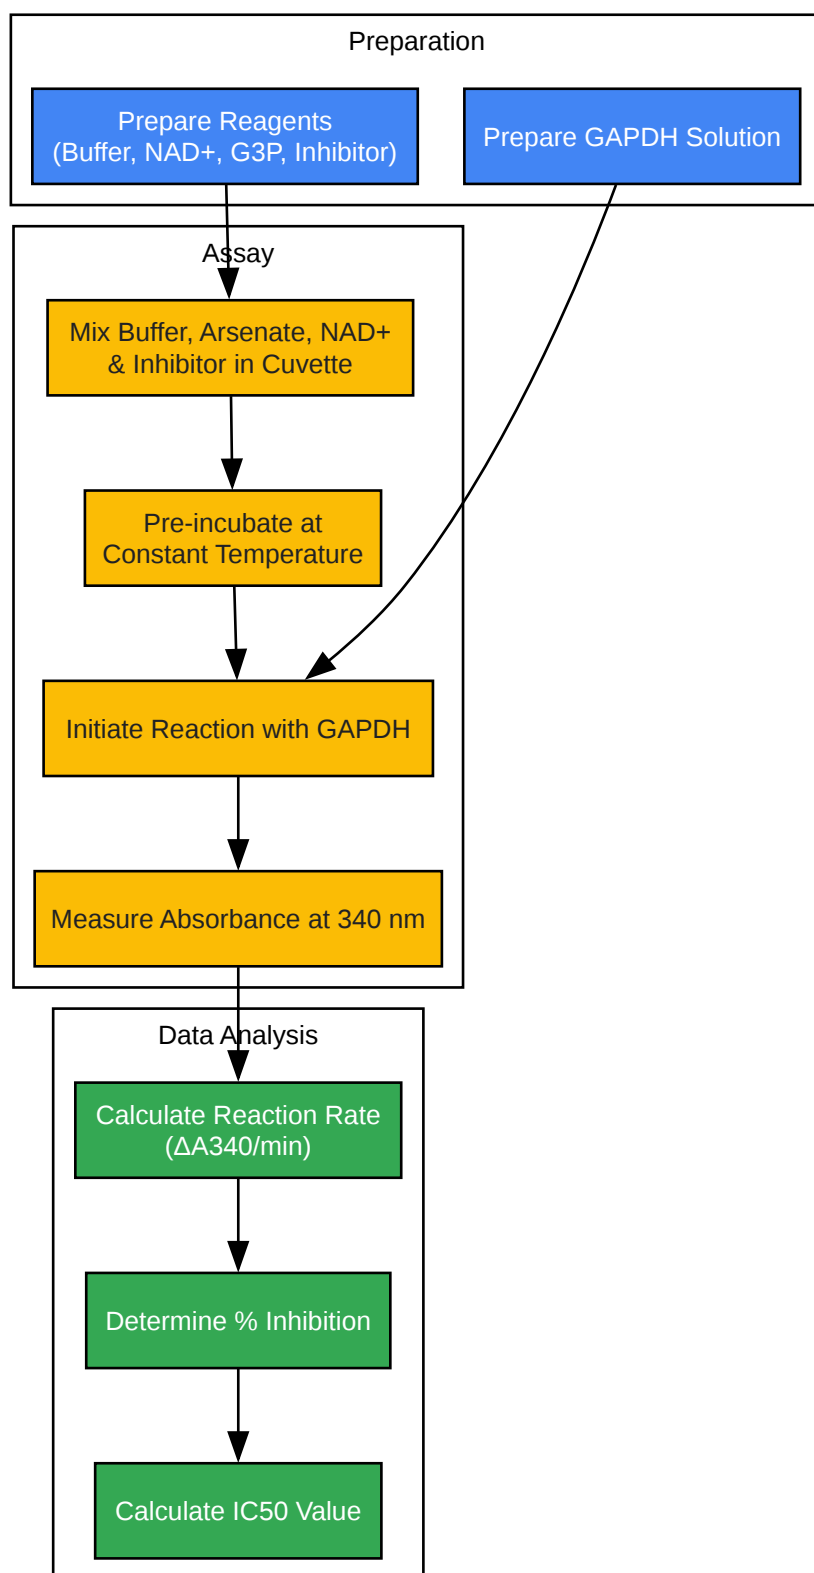 Preparation
Prepare Reagents
(Buffer, NAD+, G3P, Inhibitor)
Prepare GAPDH Solution
Assay
Mix Buffer, Arsenate, NAD+
& Inhibitor in Cuvette
Pre-incubate at
Constant Temperature
Initiate Reaction with GAPDH
Measure Absorbance at 340 nm
Data Analysis
Calculate Reaction Rate
(ΔA340/min)
Determine % Inhibition
Calculate IC50 Value